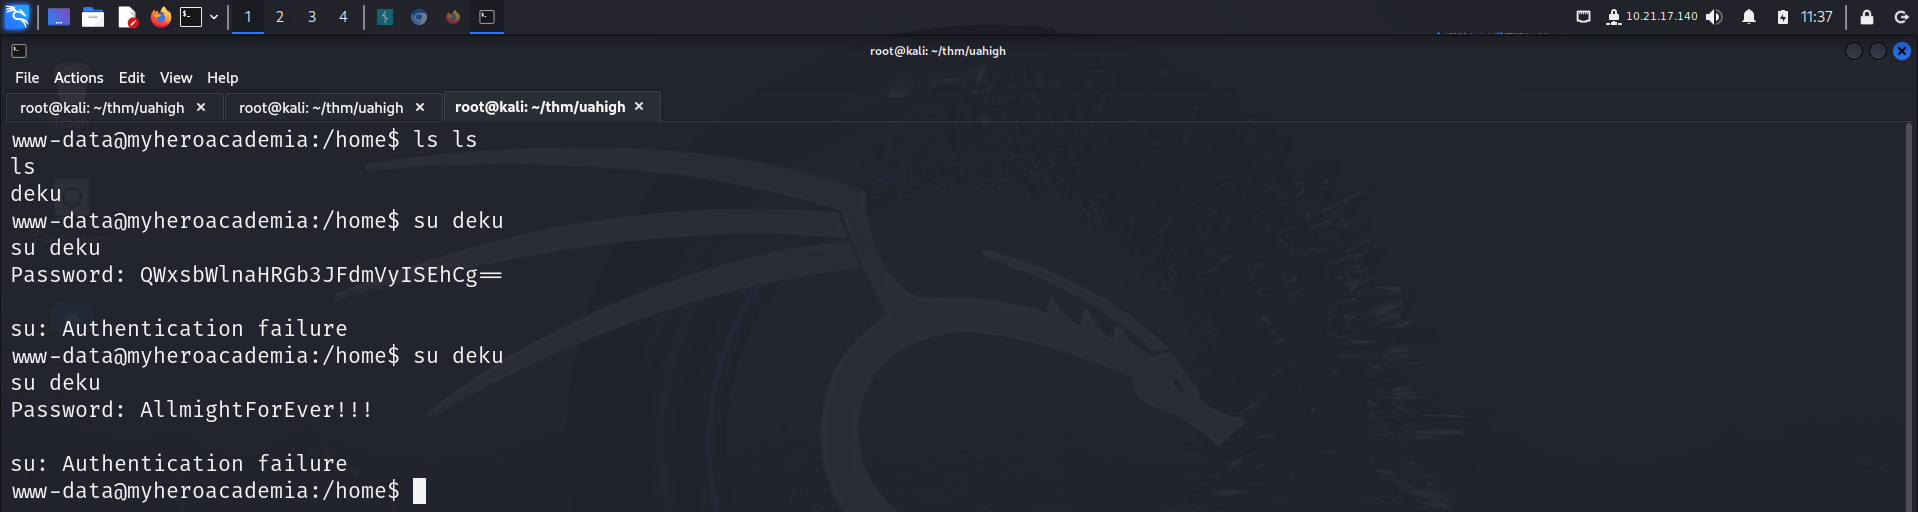 1 2 3 4 10.21.17.140 11:37
root@kali: ~/thm/uahigh
File Actions Edit View Help
root@kali: ~/thm/uahigh × root@kali: ~/thm/uahigh × root@kali: ~/thm/uahigh ×
www-data@myheroacademia:/home$ ls ls
ls
deku
www-data@myheroacademia:/home$ su deku
su deku
Password: QWxsbWlnaHRGb3JFdmVyISEhCg==
su: Authentication failure
www-data@myheroacademia:/home$ su deku
su deku
Password: AllmightForEver!!!
su: Authentication failure
www-data@myheroacademia:/home$